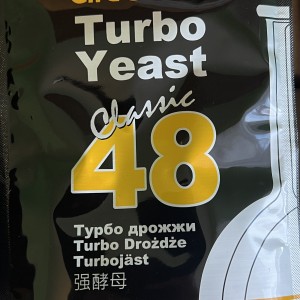 Turbo
Yeast
Classic
48
Турбо дрожжи
Turbo Drożdże
Turbojäst
强酵母